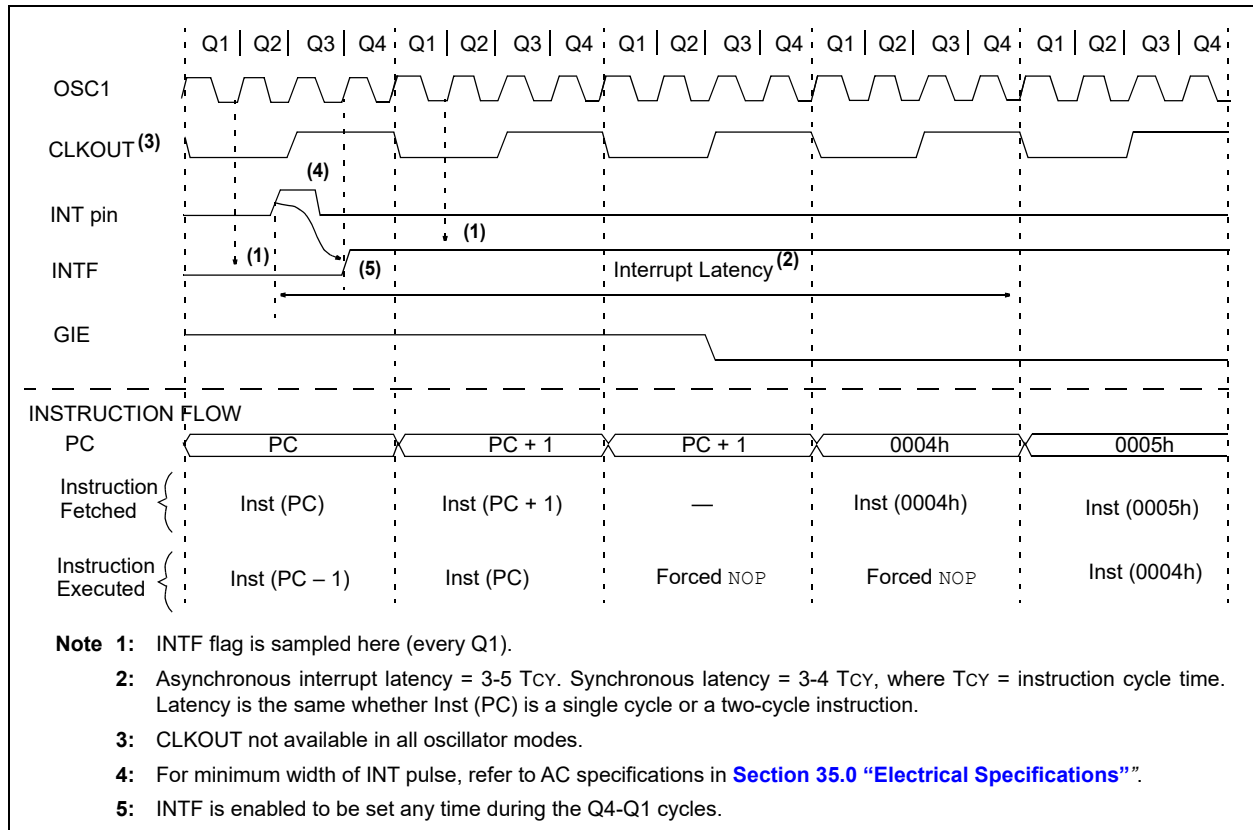 Q1 | Q2 | Q3 | Q4 Q1 | Q2 | Q3 | Q4 Q1 | Q2 | Q3 | Q4 Q1 | Q2 | Q3 | Q4 Q1 | Q2 | Q3 | Q4
OSC1
CLKOUT (3)
(4)
INT pin
(1)
(1)
INTF
(5)
Interrupt Latency (2)
GIE
INSTRUCTION FLOW
PC PC PC + 1 PC + 1 0004h 0005h
Instruction
Fetched
Inst (PC) Inst (PC + 1) — Inst (0004h) Inst (0005h)
Instruction
Executed
Inst (PC – 1) Inst (PC) Forced NOP Forced NOP Inst (0004h)
Note 1: INTF flag is sampled here (every Q1).
2: Asynchronous interrupt latency = 3-5 TCY. Synchronous latency = 3-4 TCY, where TCY = instruction cycle time.
Latency is the same whether Inst (PC) is a single cycle or a two-cycle instruction.
3: CLKOUT not available in all oscillator modes.
4: For minimum width of INT pulse, refer to AC specifications in Section 35.0 “Electrical Specifications””.
5: INTF is enabled to be set any time during the Q4-Q1 cycles.